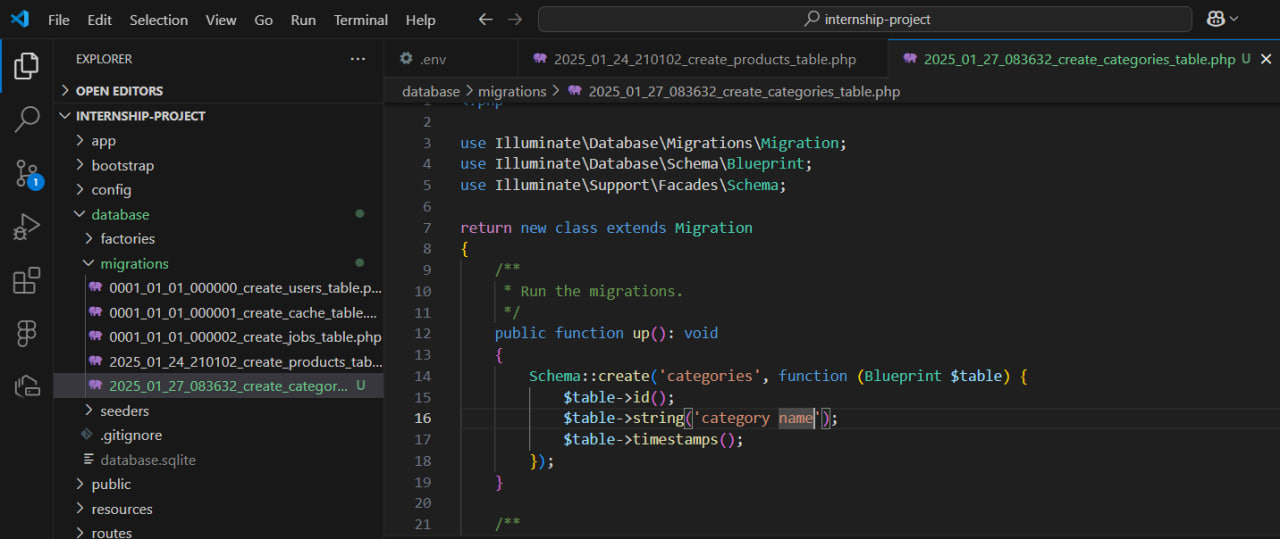 File Edit Selection View Go Run Terminal Help
internship-project
EXPLORER
OPEN EDITORS
INTERNSHIP-PROJECT
app
bootstrap
config
database
factories
migrations
0001_01_01_000000_create_users_table.p...
0001_01_01_000001_create_cache_table....
0001_01_01_000002_create_jobs_table.php
2025_01_24_210102_create_products_tab...
2025_01_27_083632_create_categor... U
seeders
.gitignore
database.sqlite
public
resources
routes
1
.env
2025_01_24_210102_create_products_table.php
2025_01_27_083632_create_categories_table.php U
database > migrations > 2025_01_27_083632_create_categories_table.php
1 <?php
2
3 use Illuminate\Database\Migrations\Migration;
4 use Illuminate\Database\Schema\Blueprint;
5 use Illuminate\Support\Facades\Schema;
6
7 return new class extends Migration
8 {
9 /**
10 * Run the migrations.
11 */
12 public function up(): void
13 {
14 Schema::create('categories', function (Blueprint $table) {
15 $table->id();
16 $table->string('category name');
17 $table->timestamps();
18 });
19 }
20
21 /**